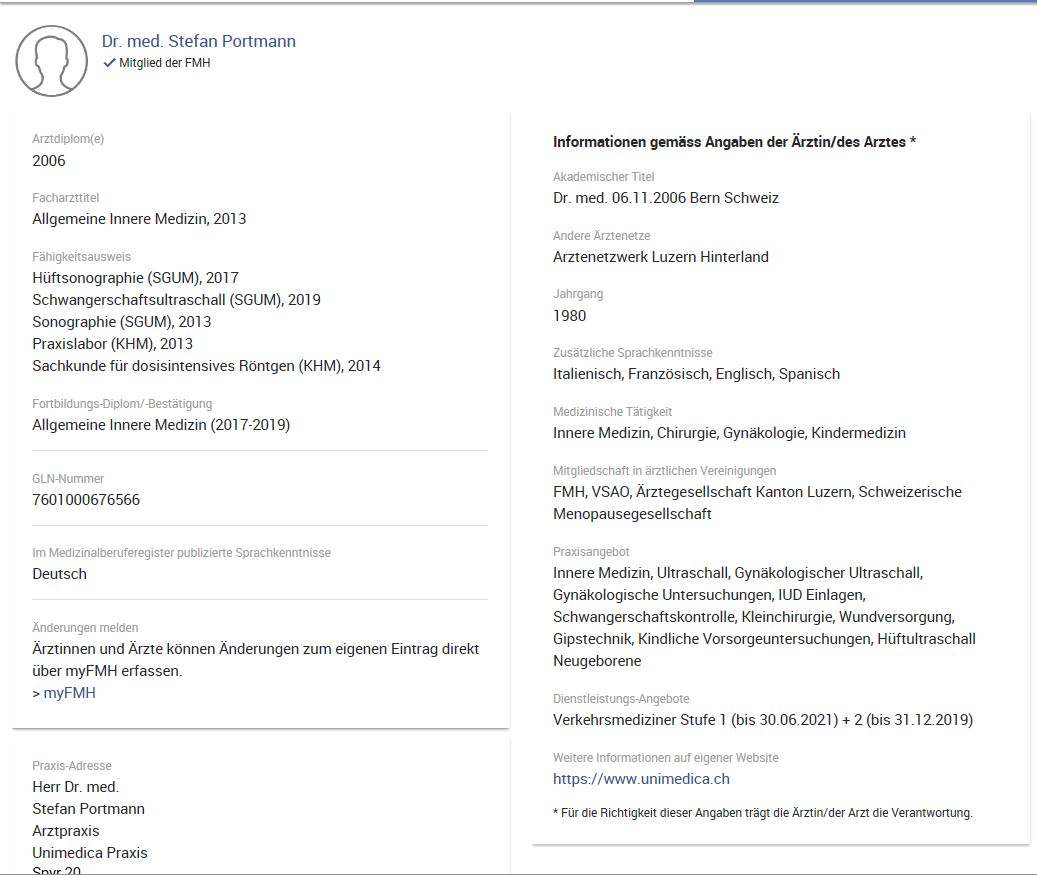 Dr. med. Stefan Portmann
Mitglied der FMH
Arztdiplom(e)
2006
Facharzttitel
Allgemeine Innere Medizin, 2013
Fähigkeitsausweis
Hüftsonographie (SGUM), 2017
Schwangerschaftsultraschall (SGUM), 2019
Sonographie (SGUM), 2013
Praxislabor (KHM), 2013
Sachkunde für dosisintensives Röntgen (KHM), 2014
Fortbildungs-Diplom/-Bestätigung
Allgemeine Innere Medizin (2017-2019)
GLN-Nummer
7601000676566
Im Medizinalberuferegister publizierte Sprachkenntnisse
Deutsch
Änderungen melden
Ärztinnen und Ärzte können Änderungen zum eigenen Eintrag direkt
über myFMH erfassen.
> myFMH
Praxis-Adresse
Herr Dr. med.
Stefan Portmann
Arztpraxis
Unimedica Praxis
Spyr 20
Informationen gemäss Angaben der Ärztin/des Arztes *
Akademischer Titel
Dr. med. 06.11.2006 Bern Schweiz
Andere Ärztenetze
Arztenetzwerk Luzern Hinterland
Jahrgang
1980
Zusätzliche Sprachkenntnisse
Italienisch, Französisch, Englisch, Spanisch
Medizinische Tätigkeit
Innere Medizin, Chirurgie, Gynäkologie, Kindermedizin
Mitgliedschaft in ärztlichen Vereinigungen
FMH, VSAO, Ärztegesellschaft Kanton Luzern, Schweizerische
Menopausegesellschaft
Praxisangebot
Innere Medizin, Ultraschall, Gynäkologischer Ultraschall,
Gynäkologische Untersuchungen, IUD Einlagen,
Schwangerschaftskontrolle, Kleinchirurgie, Wundversorgung,
Gipstechnik, Kindliche Vorsorgeuntersuchungen, Hüftultraschall
Neugeborene
Dienstleistungs-Angebote
Verkehrsmediziner Stufe 1 (bis 30.06.2021) + 2 (bis 31.12.2019)
Weitere Informationen auf eigener Website
https://www.unimedica.ch
* Für die Richtigkeit dieser Angaben trägt die Ärztin/der Arzt die Verantwortung.